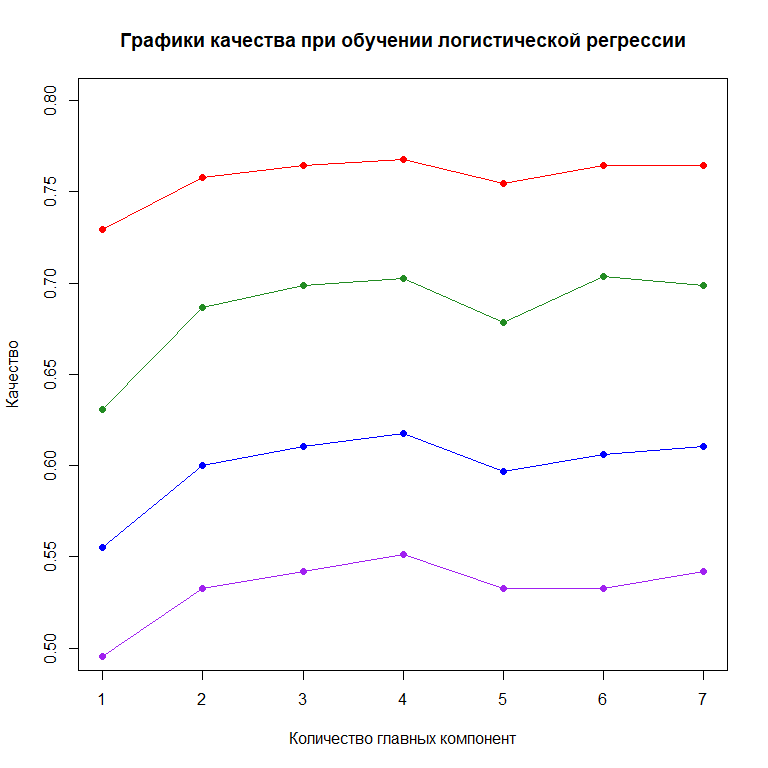 Графики качества при обучении логистической регрессии
Качество
0.80
0.75
0.70
0.65
0.60
0.55
0.50
1 2 3 4 5 6 7
Количество главных компонент